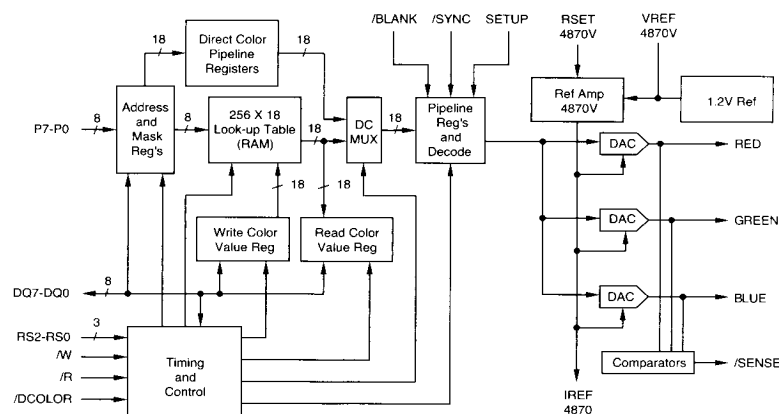 /BLANK /SYNC SETUP RSET 4870V VREF 4870V
18 Direct Color Pipeline Registers 18
P7-P0 8 Address and Mask Reg's 8
256 X 18 Look-up Table (RAM) 18
DC MUX 18
Pipeline Reg's and Decode
Ref Amp 4870V
1.2V Ref
DAC RED
18 18
Write Color Value Reg
Read Color Value Reg
DAC GREEN
DQ7-DQ0 8
DAC BLUE
RS2-RS0 3
/W
/R
/DCOLOR
Timing and Control
Comparators /SENSE
IREF 4870